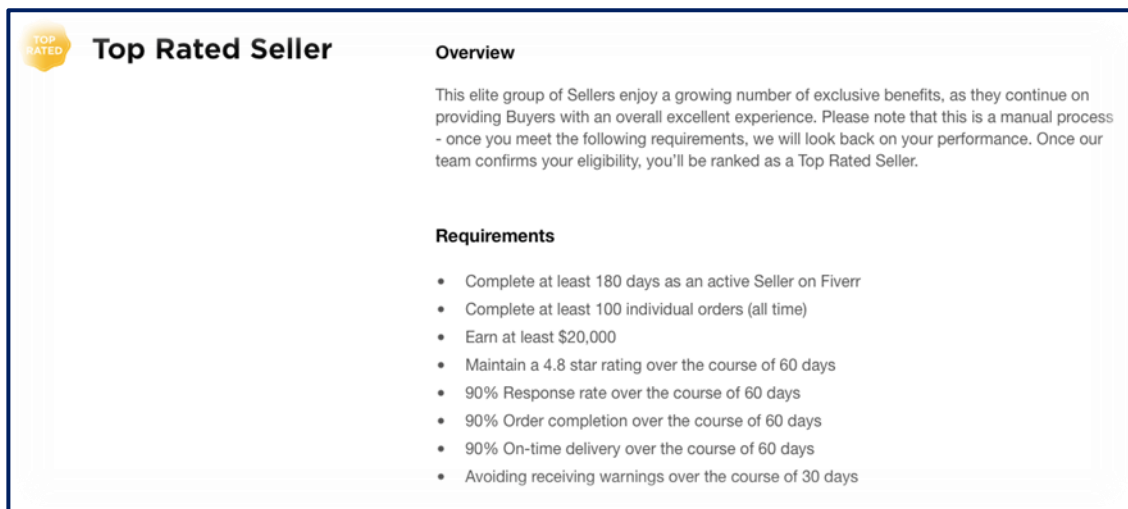 TOP
RATED
Top Rated Seller
Overview
This elite group of Sellers enjoy a growing number of exclusive benefits, as they continue on
providing Buyers with an overall excellent experience. Please note that this is a manual process
- once you meet the following requirements, we will look back on your performance. Once our
team confirms your eligibility, you'll be ranked as a Top Rated Seller.
Requirements
• Complete at least 180 days as an active Seller on Fiverr
• Complete at least 100 individual orders (all time)
• Earn at least $20,000
• Maintain a 4.8 star rating over the course of 60 days
• 90% Response rate over the course of 60 days
• 90% Order completion over the course of 60 days
• 90% On-time delivery over the course of 60 days
• Avoiding receiving warnings over the course of 30 days